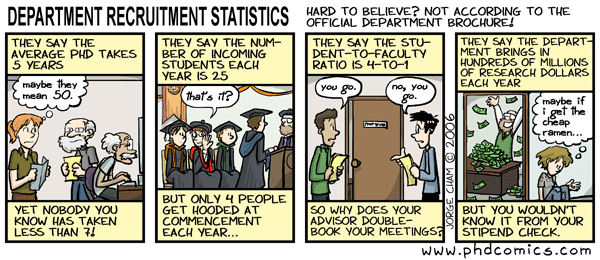 DEPARTMENT RECRUITMENT STATISTICS
HARD TO BELIEVE? NOT ACCORDING TO THE
OFFICIAL DEPARTMENT BROCHURE!
THEY SAY THE
AVERAGE PHD TAKES
5 YEARS
maybe they
mean 50.
YET NOBODY YOU
KNOW HAS TAKEN
LESS THAN 7!
THEY SAY THE NUM-
BER OF INCOMING
STUDENTS EACH
YEAR IS 25
that's it?
BUT ONLY 4 PEOPLE
GET HOODED AT
COMMENCEMENT
EACH YEAR...
THEY SAY THE STU-
DENT-TO-FACULTY
RATIO IS 4-TO-1
you go.
no, you
go.
SO WHY DOES YOUR
ADVISOR DOUBLE-
BOOK YOUR MEETINGS?
JORGE CHAM © 2006
THEY SAY THE DEPART-
MENT BRINGS IN
HUNDREDS OF MILLIONS
OF RESEARCH DOLLARS
EACH YEAR
maybe if
i get the
cheap
ramen...
BUT YOU WOULDN'T
KNOW IT FROM YOUR
STIPEND CHECK.
www.phdcomics.com